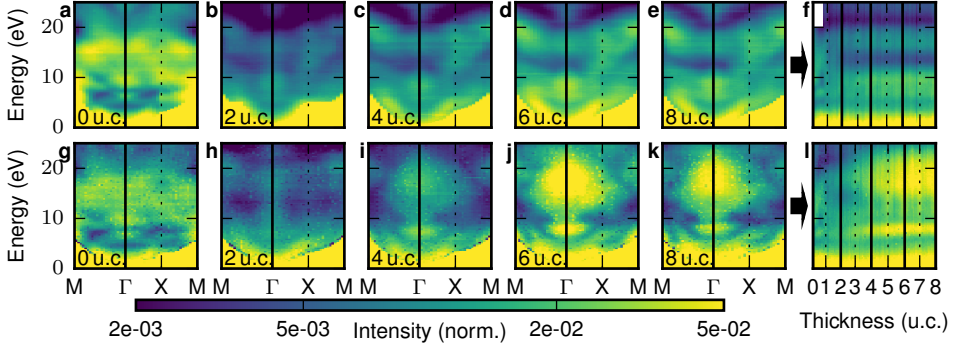 a b c d e f
Energy (eV)
20
10
0
0 u.c. 2 u.c. 4 u.c. 6 u.c. 8 u.c.
g h i j k l
Energy (eV)
20
10
0
0 u.c. 2 u.c. 4 u.c. 6 u.c. 8 u.c.
M Γ X M Γ X M Γ X M Γ X M Γ X M 0 1 2 3 4 5 6 7 8
2e-03 5e-03 Intensity (norm.) 2e-02 5e-02 Thickness (u.c.)